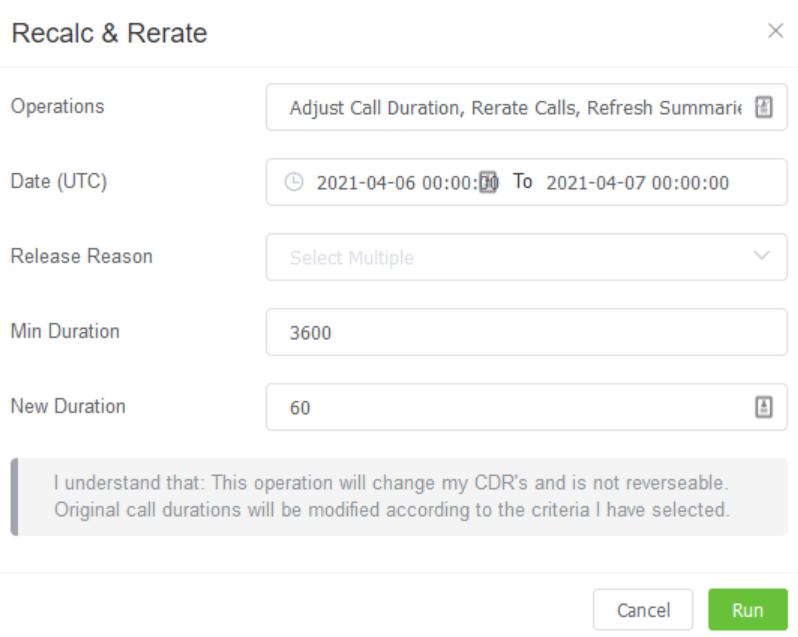 Recalc & Rerate
Operations
Adjust Call Duration, Rerate Calls, Refresh Summarie
Date (UTC)
2021-04-06 00:00:00 To 2021-04-07 00:00:00
Release Reason
Select Multiple
Min Duration
3600
New Duration
60
I understand that: This operation will change my CDR's and is not reverseable.
Original call durations will be modified according to the criteria I have selected.
Cancel
Run